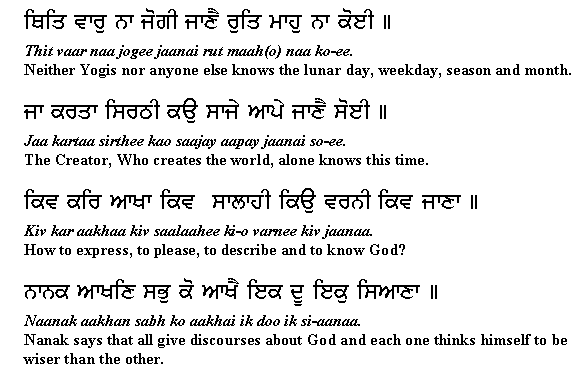 ਥਿਤਿ ਵਾਰੁ ਨਾ ਜੋਗੀ ਜਾਣੈ ਰੁਤਿ ਮਾਹੁ ਨਾ ਕੋਈ ॥
Thit vaar naa jogee jaanai rut maah(o) naa ko-ee.
Neither Yogis nor anyone else knows the lunar day, weekday, season and month.
ਜਾ ਕਰਤਾ ਸਿਰਠੀ ਕਉ ਸਾਜੇ ਆਪੇ ਜਾਣੈ ਸੋਈ ॥
Jaa kartaa sirthee kao saajay aapay jaanai so-ee.
The Creator, Who creates the world, alone knows this time.
ਕਿਵ ਕਰਿ ਆਖਾ ਕਿਵ ਸਾਲਾਹੀ ਕਿਉ ਵਰਨੀ ਕਿਵ ਜਾਣਾ ॥
Kiv kar aakhaa kiv saalaahee ki-o varnee kiv jaanaa.
How to express, to please, to describe and to know God?
ਨਾਨਕ ਆਖਣਿ ਸਭੁ ਕੋ ਆਖੈ ਇਕ ਦੂ ਇਕੁ ਸਿਆਣਾ ॥
Naanak aakhan sabh ko aakhai ik doo ik si-aanaa.
Nanak says that all give discourses about God and each one thinks himself to be
wiser than the other.